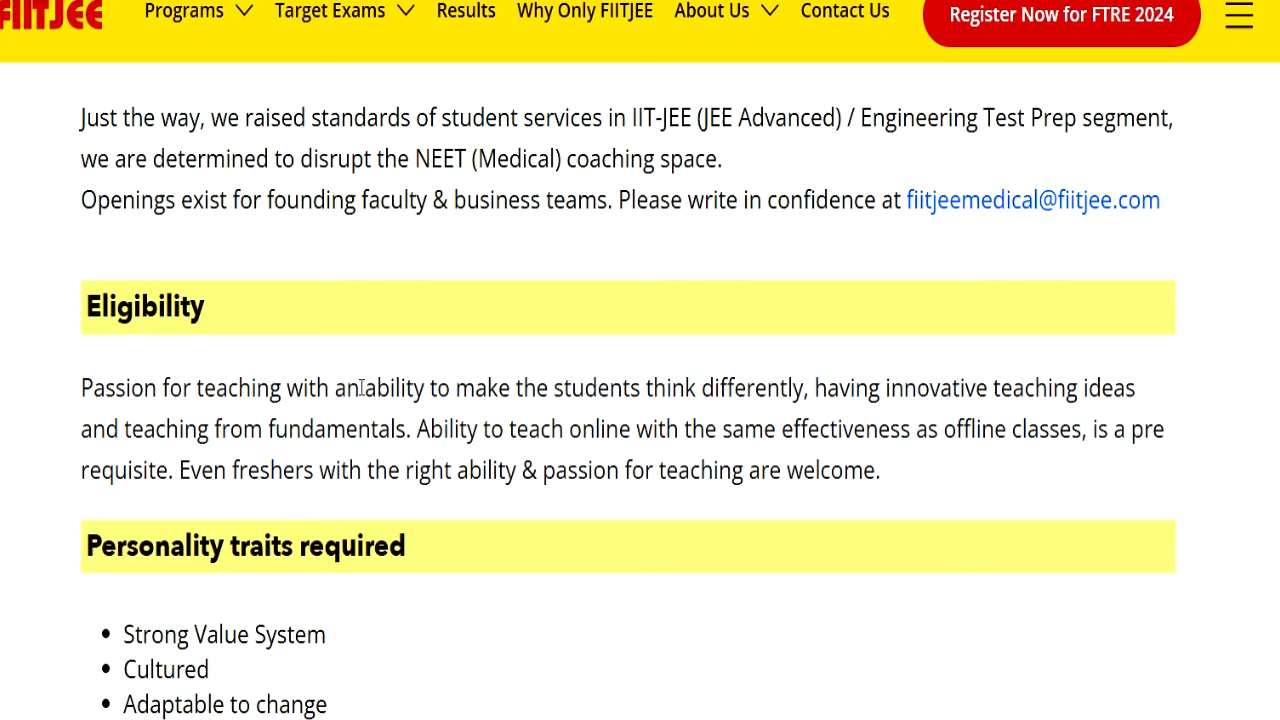 FIITJEE
Programs Target Exams Results Why Only FIITJEE About Us Contact Us Register Now for FTRE 2024
Just the way, we raised standards of student services in IIT-JEE (JEE Advanced) / Engineering Test Prep segment,
we are determined to disrupt the NEET (Medical) coaching space.
Openings exist for founding faculty & business teams. Please write in confidence at fiitjeemedical@fiitjee.com
Eligibility
Passion for teaching with an ability to make the students think differently, having innovative teaching ideas
and teaching from fundamentals. Ability to teach online with the same effectiveness as offline classes, is a pre
requisite. Even freshers with the right ability & passion for teaching are welcome.
Personality traits required
• Strong Value System
• Cultured
• Adaptable to change